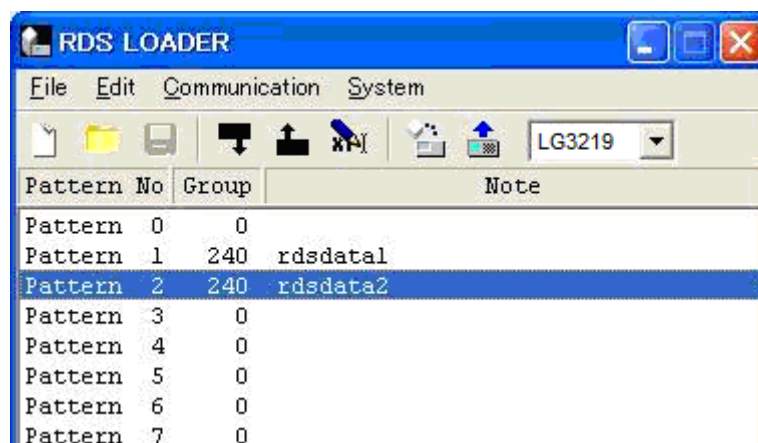 RDS LOADER
File Edit Communication System
LG3219
Pattern No Group Note
Pattern 0 0
Pattern 1 240 rdsdata1
Pattern 2 240 rdsdata2
Pattern 3 0
Pattern 4 0
Pattern 5 0
Pattern 6 0
Pattern 7 0